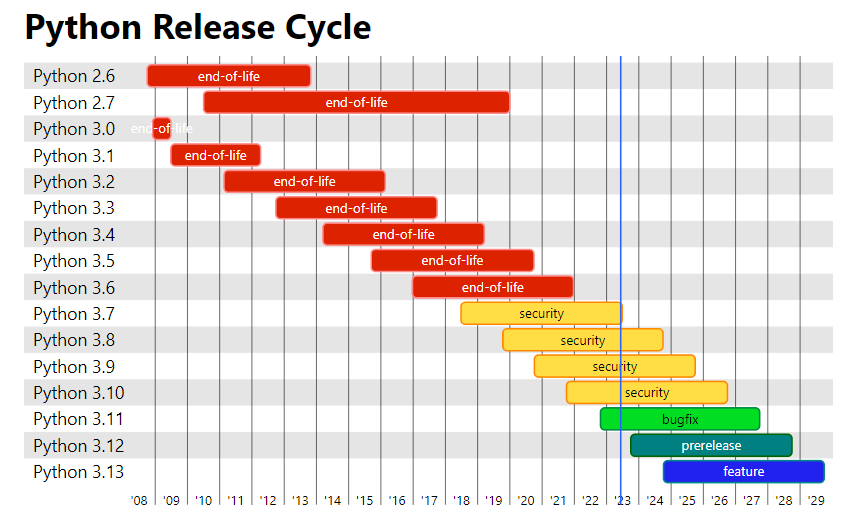 Python Release Cycle
Python 2.6 end-of-life
Python 2.7 end-of-life
Python 3.0 end-of-life
Python 3.1 end-of-life
Python 3.2 end-of-life
Python 3.3 end-of-life
Python 3.4 end-of-life
Python 3.5 end-of-life
Python 3.6 end-of-life
Python 3.7 security
Python 3.8 security
Python 3.9 security
Python 3.10 security
Python 3.11 bugfix
Python 3.12 prerelease
Python 3.13 feature
'08 '09 '10 '11 '12 '13 '14 '15 '16 '17 '18 '19 '20 '21 '22 '23 '24 '25 '26 '27 '28 '29